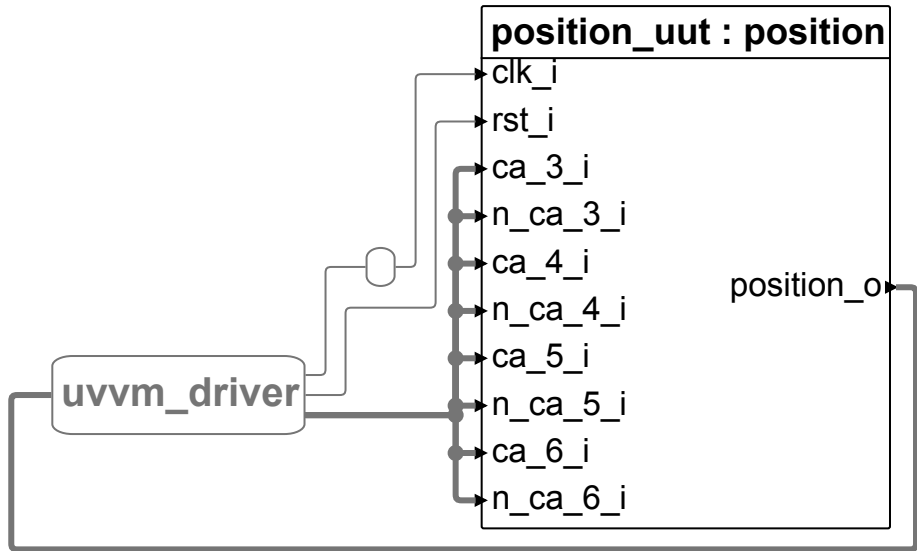 position_uut : position
clk_i
rst_i
ca_3_i
n_ca_3_i
ca_4_i
n_ca_4_i
ca_5_i
n_ca_5_i
ca_6_i
n_ca_6_i
position_o
uvvm_driver